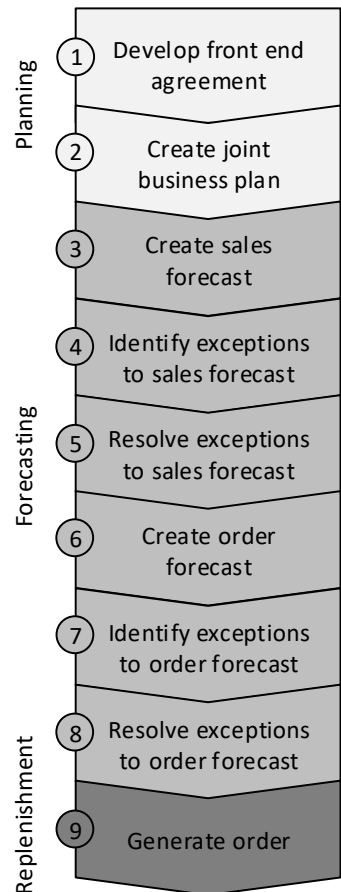 Planning
1
Develop front end
agreement
2
Create joint
business plan
Forecasting
3
Create sales
forecast
4
Identify exceptions
to sales forecast
5
Resolve exceptions
to sales forecast
6
Create order
forecast
7
Identify exceptions
to order forecast
8
Resolve exceptions
to order forecast
Replenishment
9
Generate order